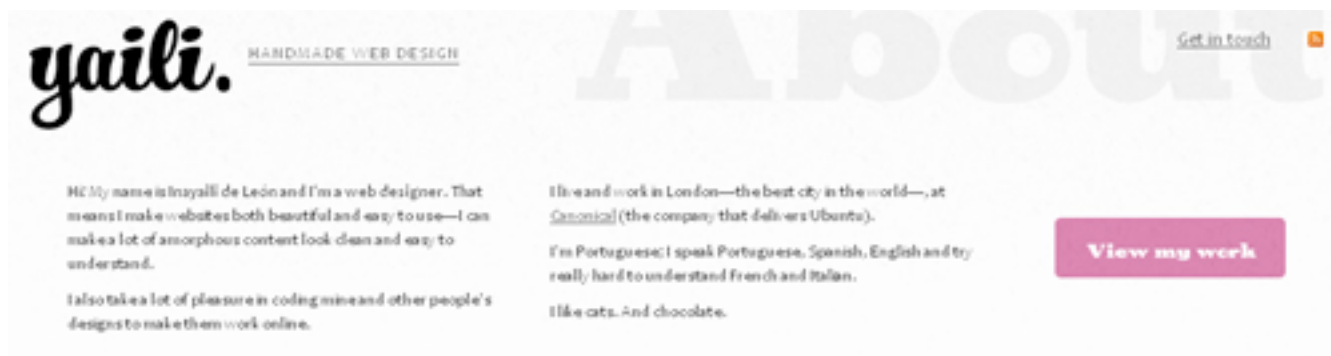 yaili.
HANDMADE WEB DESIGN
About
Get in touch
Hi! My name is Inayaili de León and I'm a web designer. That
means I make websites both beautiful and easy to use—I can
make a lot of amorphous content look clean and easy to
understand.
I also take a lot of pleasure in coding mine and other people's
designs to make them work online.
I live and work in London—the best city in the world—, at
Canonical (the company that delivers Ubuntu).
I'm Portuguese; I speak Portuguese, Spanish, English and try
really hard to understand French and Italian.
I like cats. And chocolate.
View my work